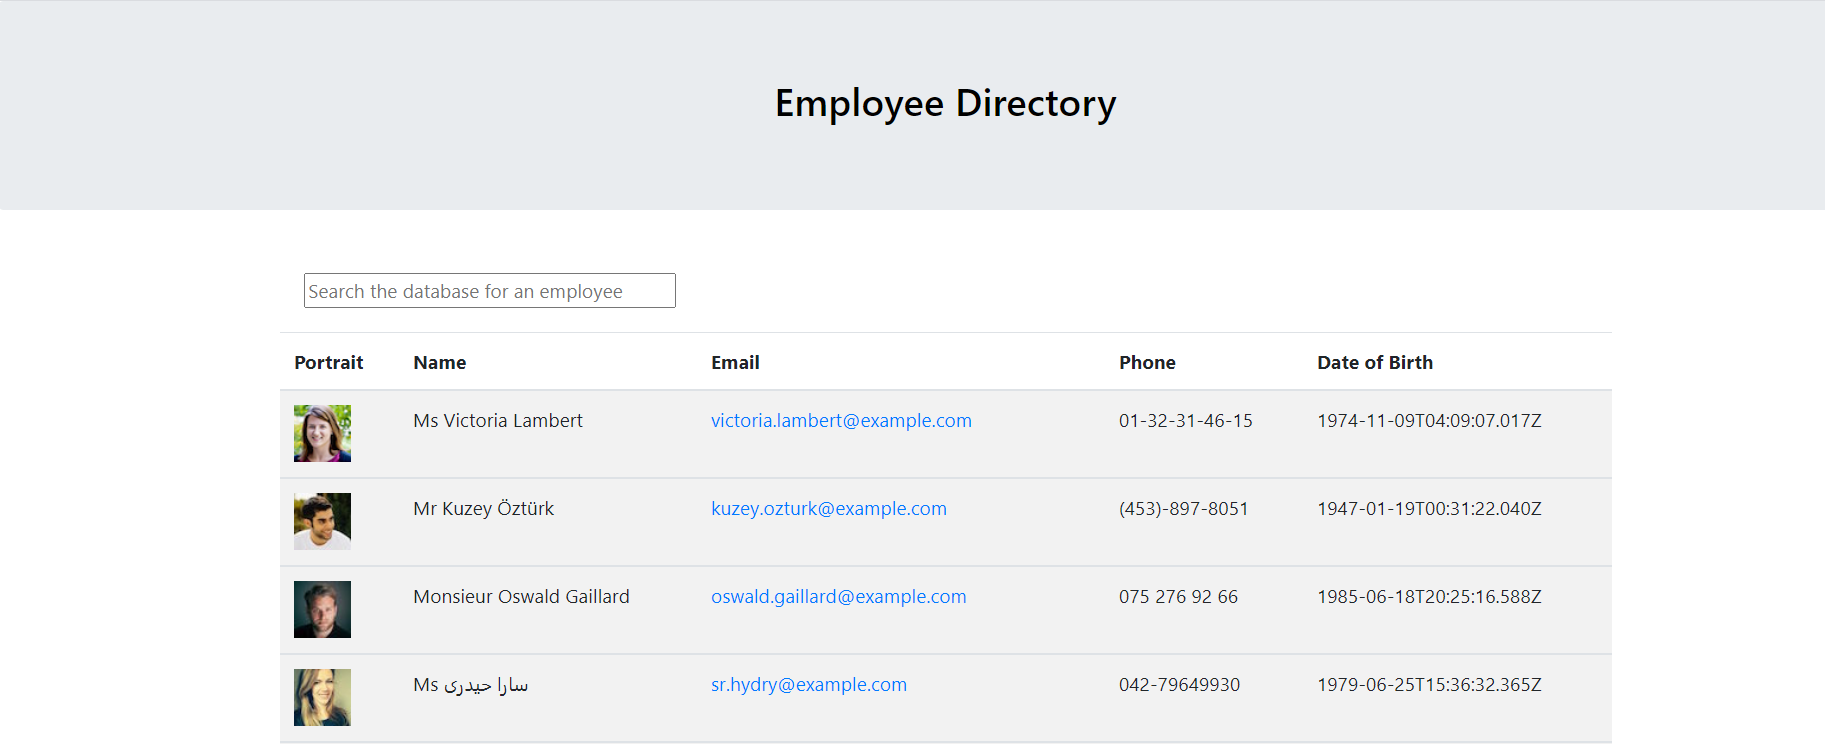 Employee Directory
Search the database for an employee
Portrait Name Email Phone Date of Birth
Ms Victoria Lambert victoria.lambert@example.com 01-32-31-46-15 1974-11-09T04:09:07.017Z
Mr Kuzey Öztürk kuzey.ozturk@example.com (453)-897-8051 1947-01-19T00:31:22.040Z
Monsieur Oswald Gaillard oswald.gaillard@example.com 075 276 92 66 1985-06-18T20:25:16.588Z
Ms سارا حیدری sr.hydry@example.com 042-79649930 1979-06-25T15:36:32.365Z